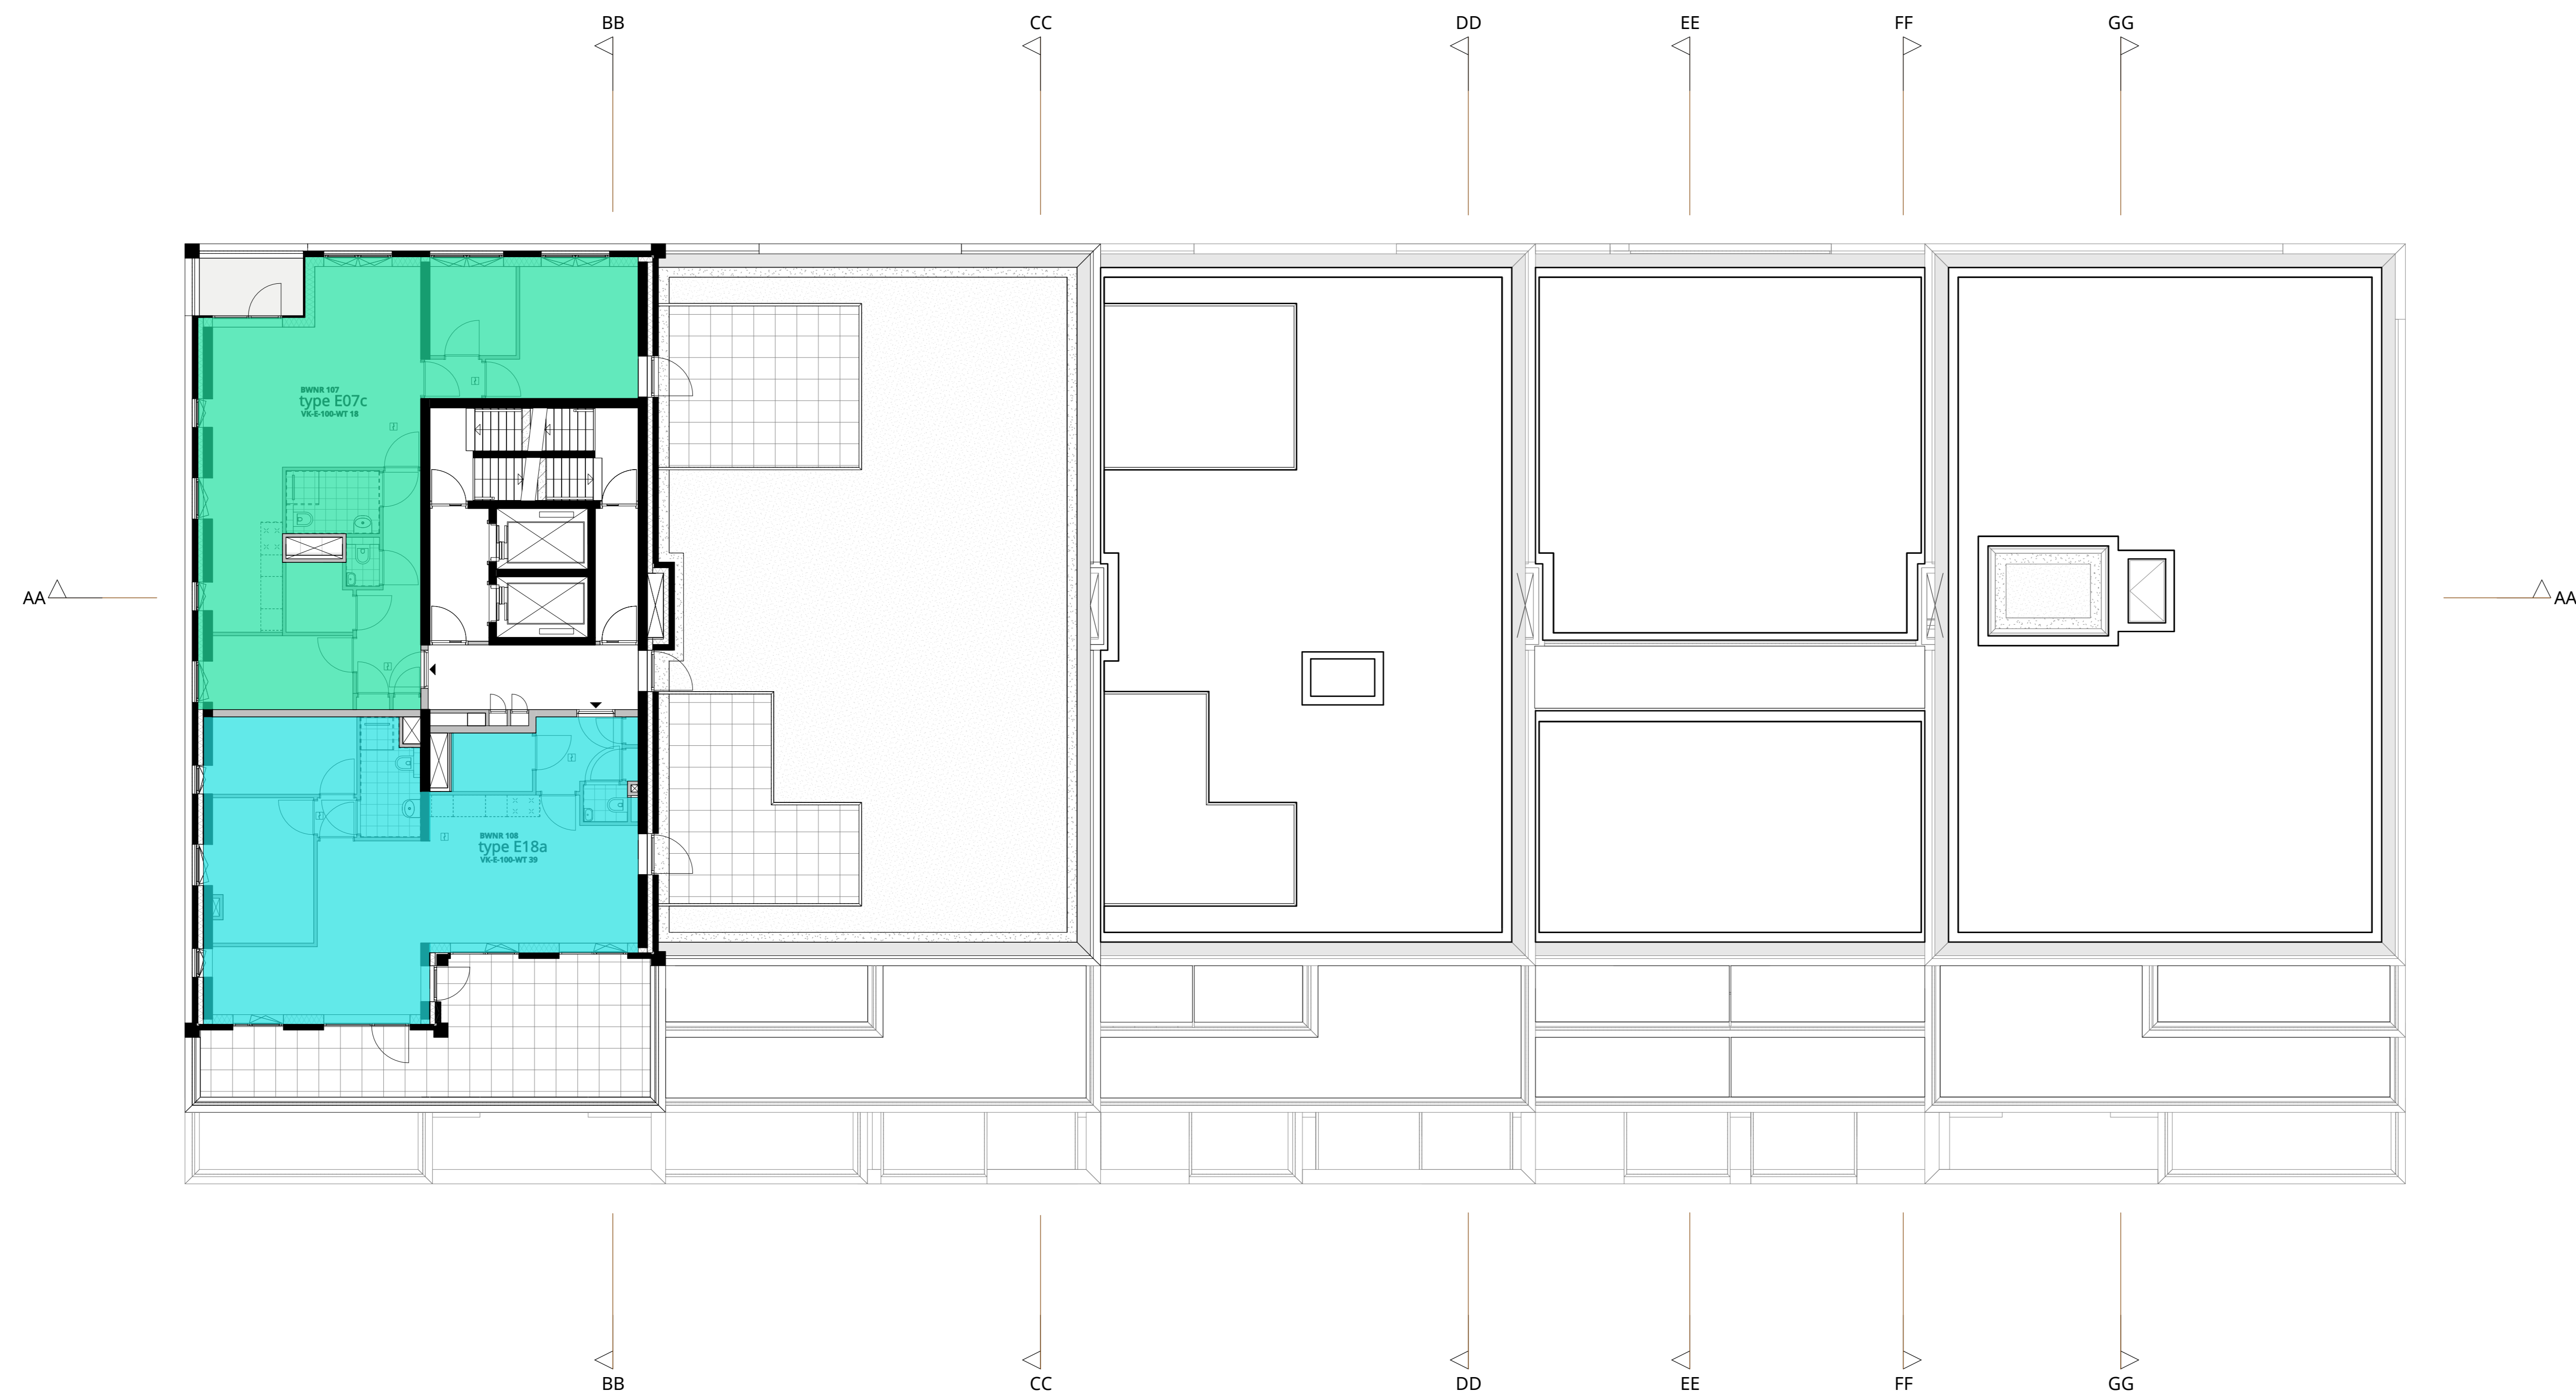 BB
CC
DD
EE
FF
GG
BWNR 107
type E07c
VK-E-100-WT 18
AA
AA
BWNR 108
type E18a
VK-E-100-WT 39
BB
CC
DD
EE
FF
GG